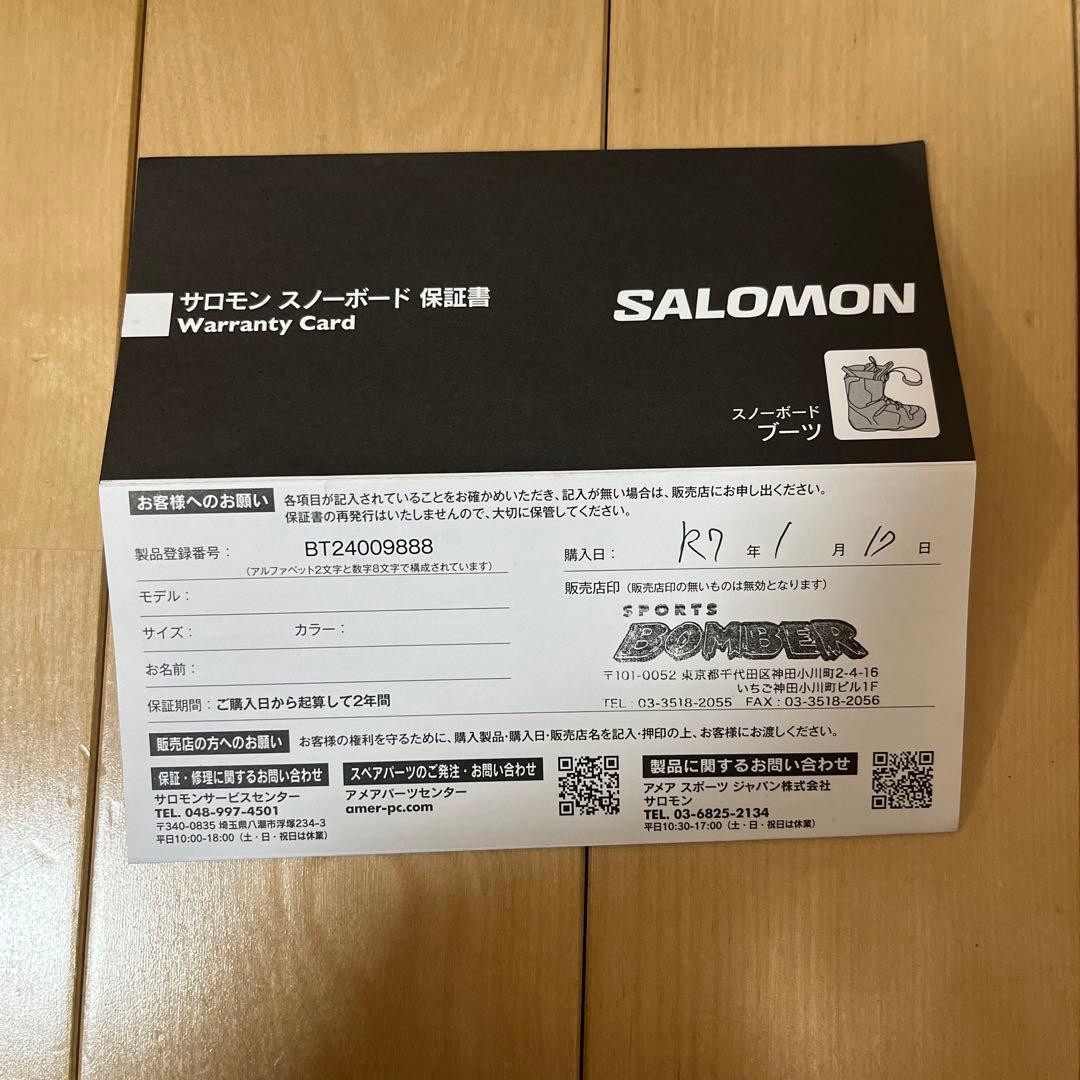 サロモン スノーボード 保証書
Warranty Card
SALOMON
スノーボード
ブーツ
お客様へのお願い 各項目が記入されていることをお確かめいただき、記入が無い場合は、販売店にお申し出ください。
保証書の再発行はいたしませんので、大切に保管してください。
製品登録番号： BT24009888
（アルファベット2文字と数字8文字で構成されています）
モデル：
サイズ： カラー：
お名前：
保証期間：ご購入日から起算して2年間
購入日： R7 年 1 月 17 日
販売店印（販売店印の無いものは無効となります）
SPORTS
BOMBER
〒101-0052 東京都千代田区神田小川町2-4-16
いちご神田小川町ビル1F
TEL：03-3518-2055 FAX：03-3518-2056
販売店の方へのお願い お客様の権利を守るために、購入製品・購入日・販売店名を記入・押印の上、お客様にお渡しください。
保証・修理に関するお問い合わせ
サロモンサービスセンター
TEL. 048-997-4501
〒340-0835 埼玉県八潮市浮塚234-3
平日10:00-18:00（土・日・祝日は休業）
スペアパーツのご発注・お問い合わせ
アメアパーツセンター
amer-pc.com
製品に関するお問い合わせ
アメア スポーツ ジャパン株式会社
サロモン
TEL. 03-6825-2134
平日10:30-17:00（土・日・祝日は休業）